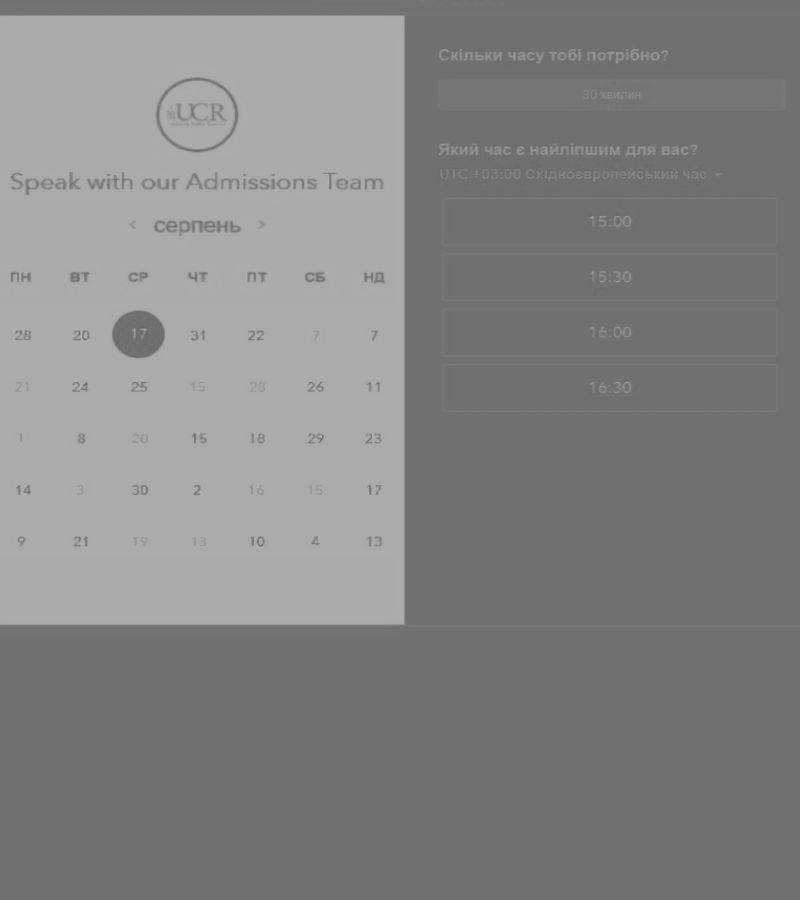 UCR
Speak with our Admissions Team
< серпень >
ПН ВТ СР ЧТ ПТ СБ НД
28 20 17 31 22 7 7
21 24 25 15 28 26 11
1 8 20 15 18 29 23
14 3 30 2 16 15 17
9 21 19 13 10 4 13
Скільки часу тобі потрібно?
30 хвилин
Який час є найліпшим для вас?
UTC +03:00 Східноєвропейський час
15:00
15:30
16:00
16:30